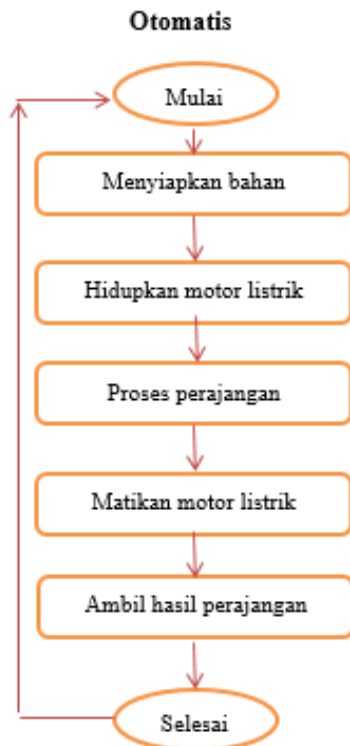 Otomatis
Mulai
Menyiapkan bahan
Hidupkan motor listrik
Proses perajangan
Matikan motor listrik
Ambil hasil perajangan
Selesai